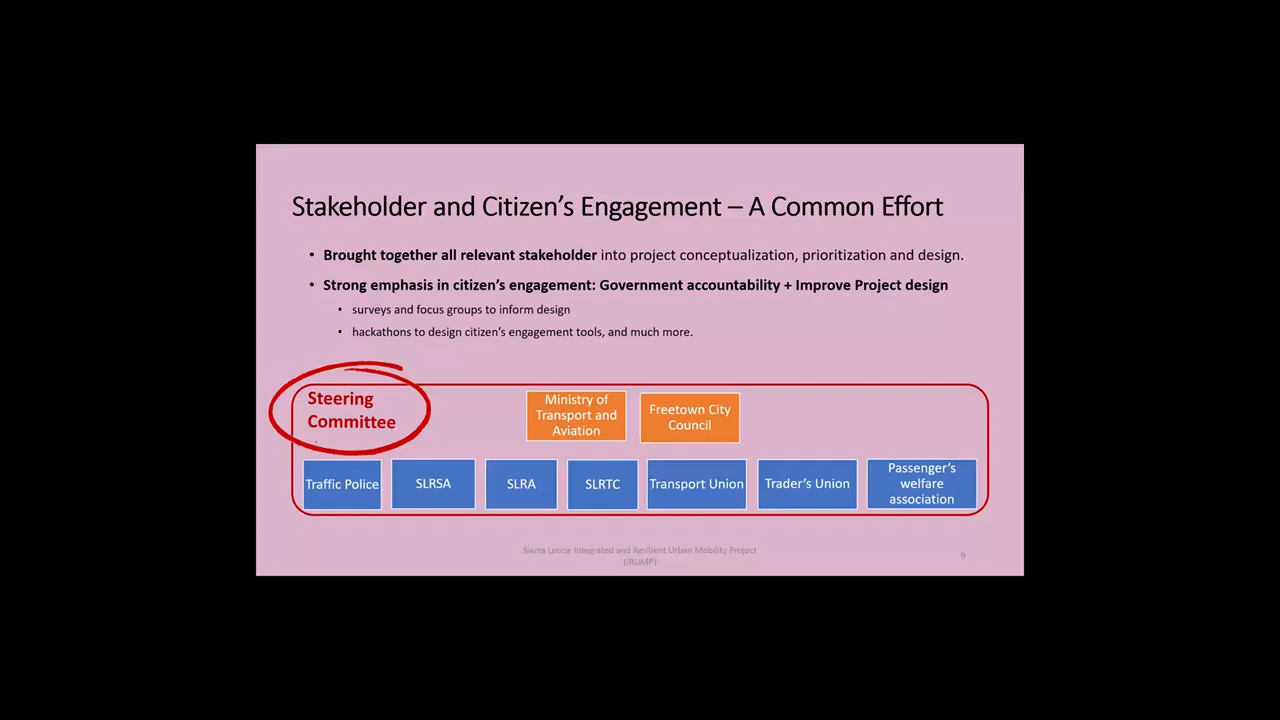 Stakeholder and Citizen's Engagement – A Common Effort
• Brought together all relevant stakeholder into project conceptualization, prioritization and design.
• Strong emphasis in citizen's engagement: Government accountability + Improve Project design
• surveys and focus groups to inform design
• hackathons to design citizen's engagement tools, and much more.
Steering
Committee
Ministry of
Transport and
Aviation
Freetown City
Council
Traffic Police
SLRSA
SLRA
SLRTC
Transport Union
Trader's Union
Passenger's
welfare
association
Sierra Leone Integrated and Resilient Urban Mobility Project
(IRUMP)
9